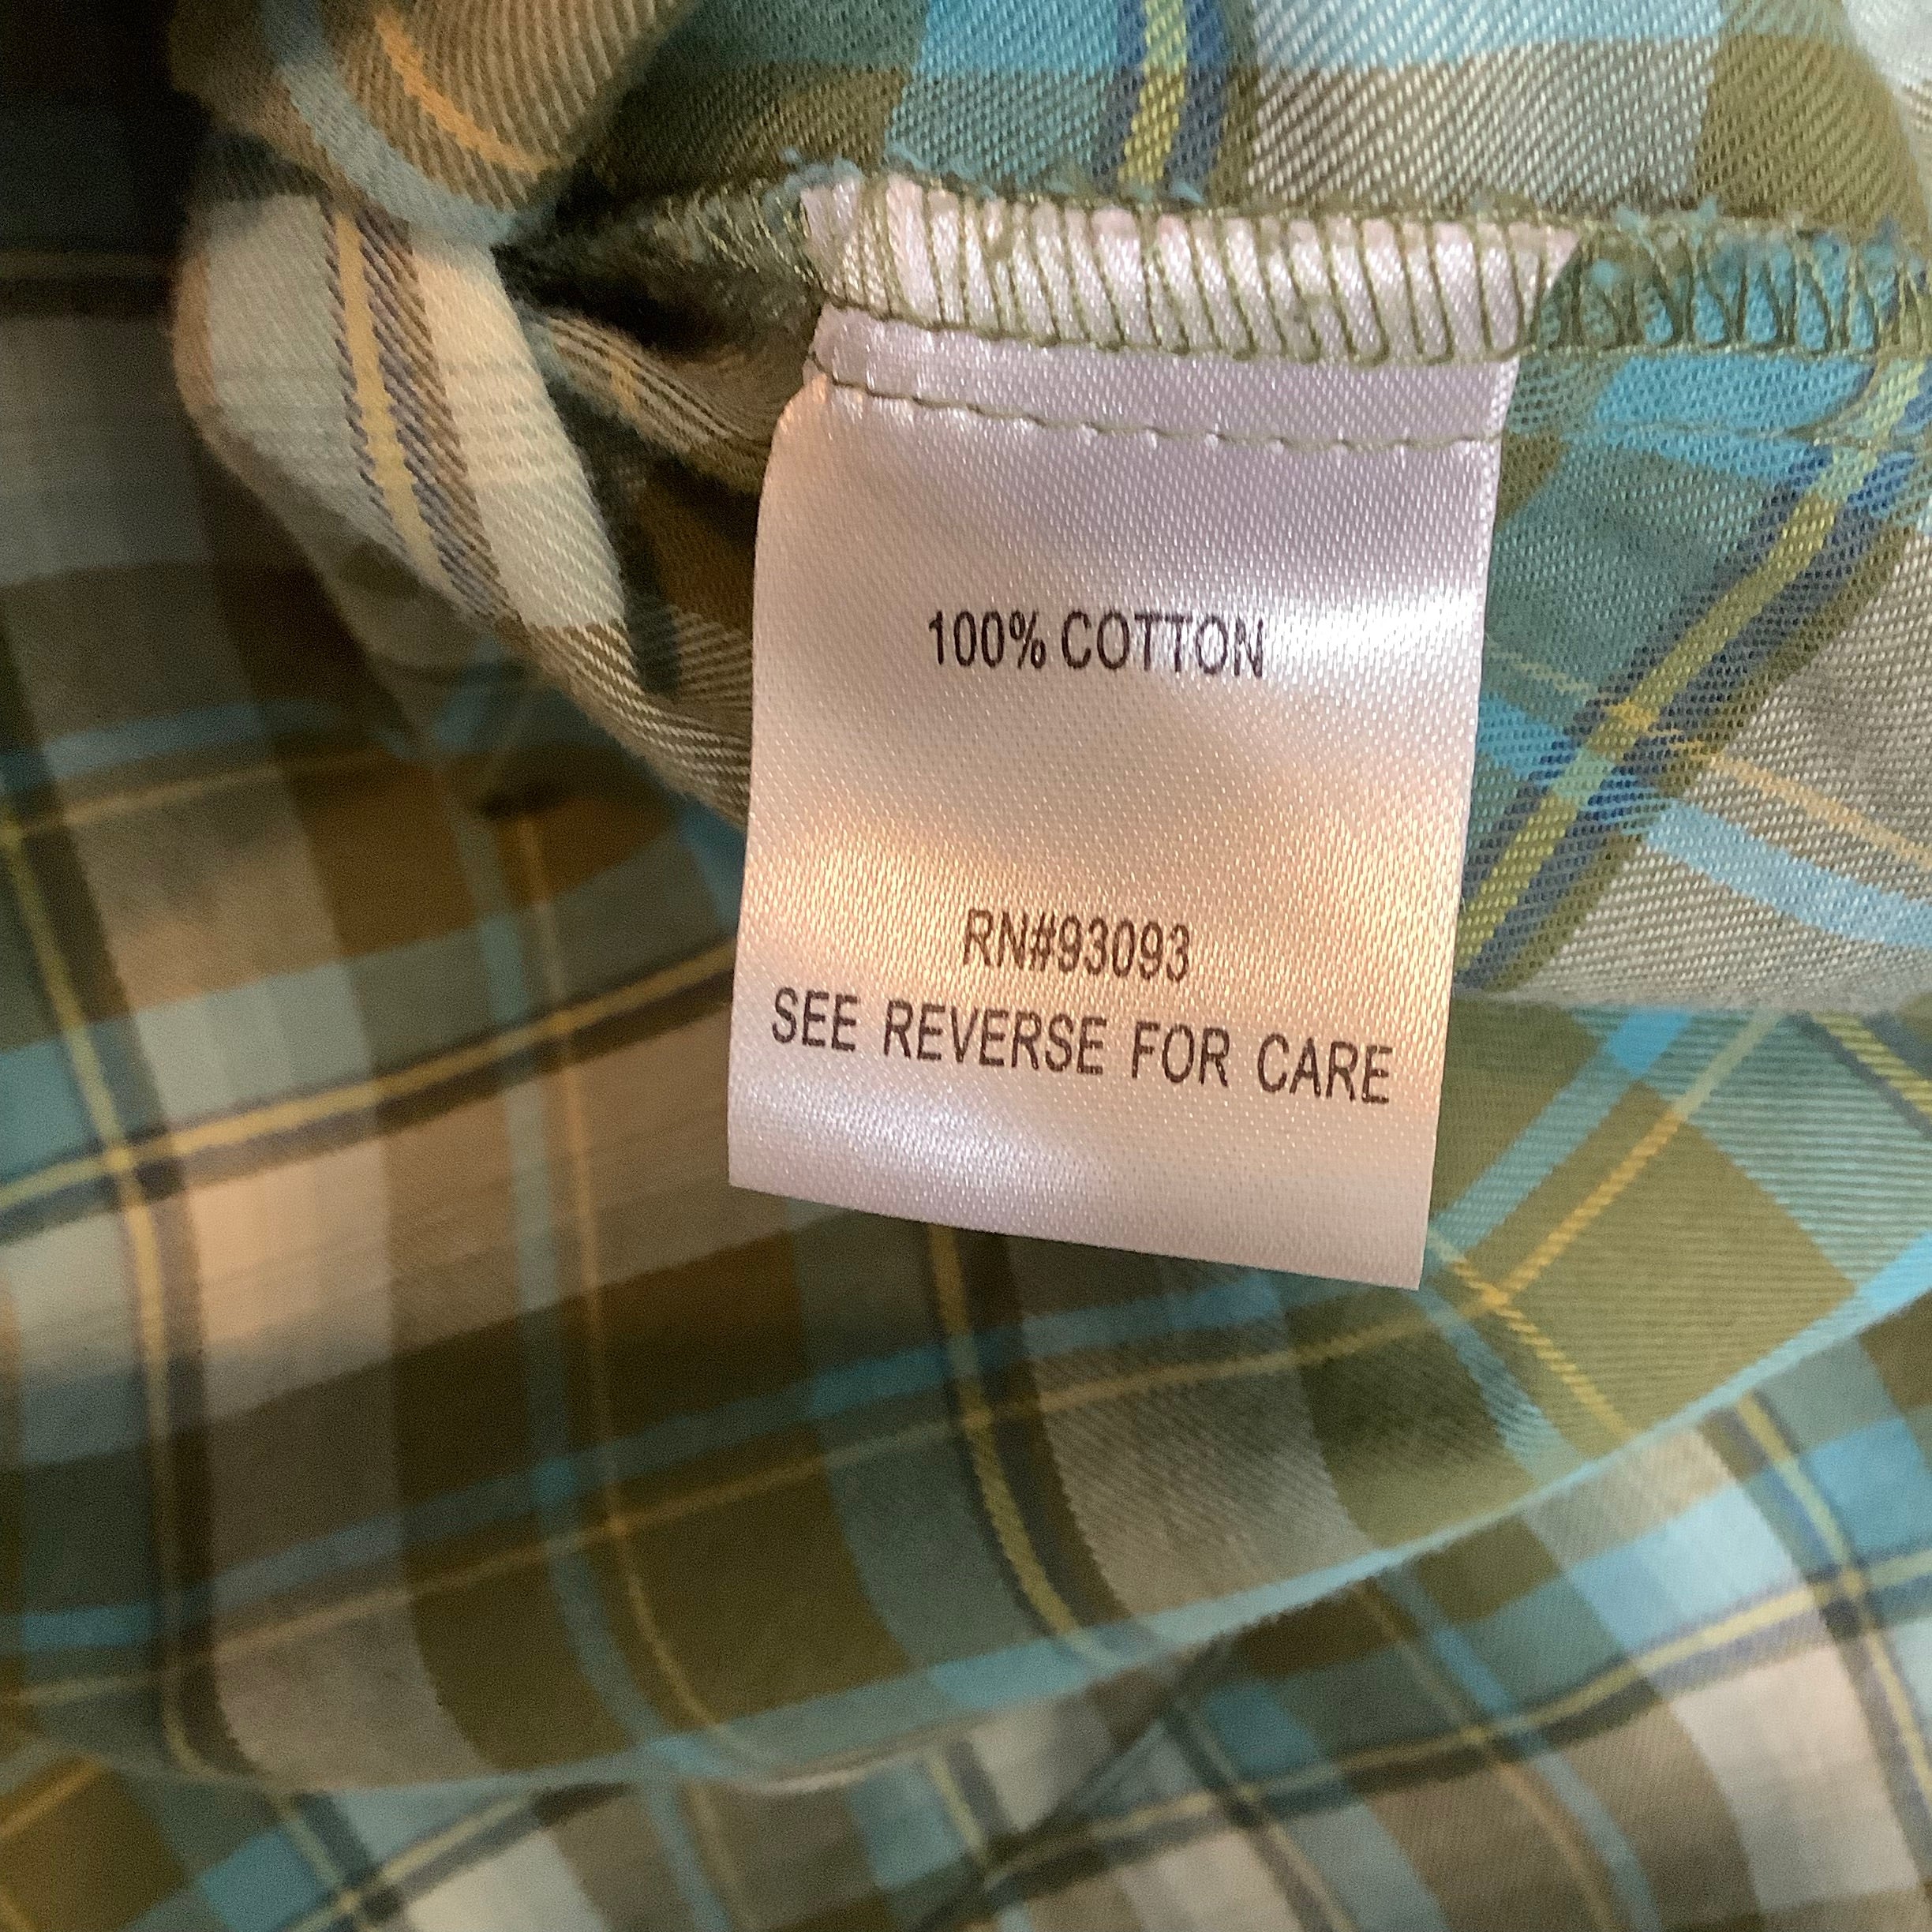 100% COTTON
RN#93093
SEE REVERSE FOR CARE